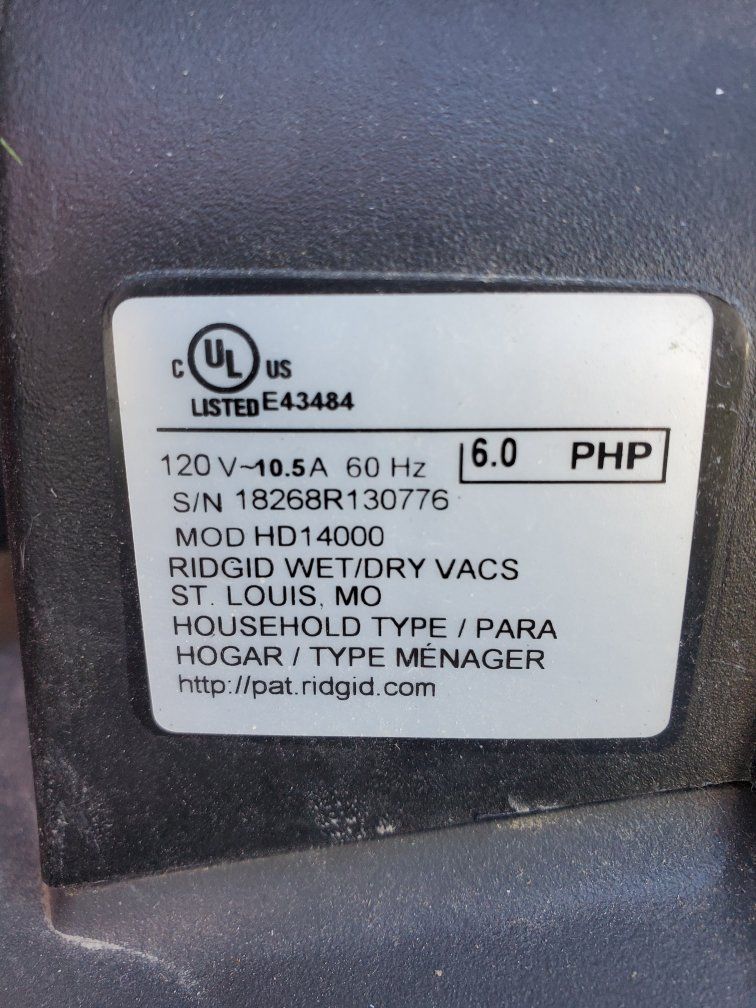 C UL US
LISTED E43484
120 V~10.5A 60 Hz 6.0 PHP
S/N 18268R130776
MOD HD14000
RIDGID WET/DRY VACS
ST. LOUIS, MO
HOUSEHOLD TYPE / PARA
HOGAR / TYPE MÉNAGER
http://pat.ridgid.com